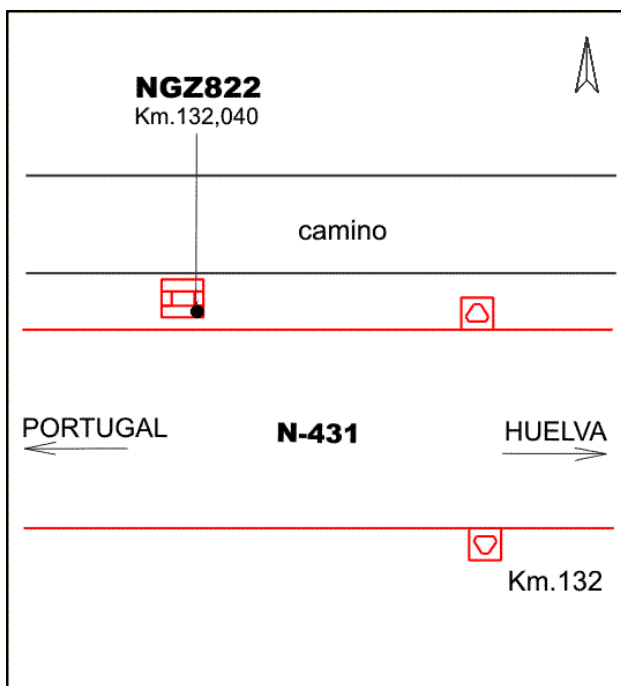 NGZ822
Km.132,040
camino
PORTUGAL
N-431
HUELVA
Km.132